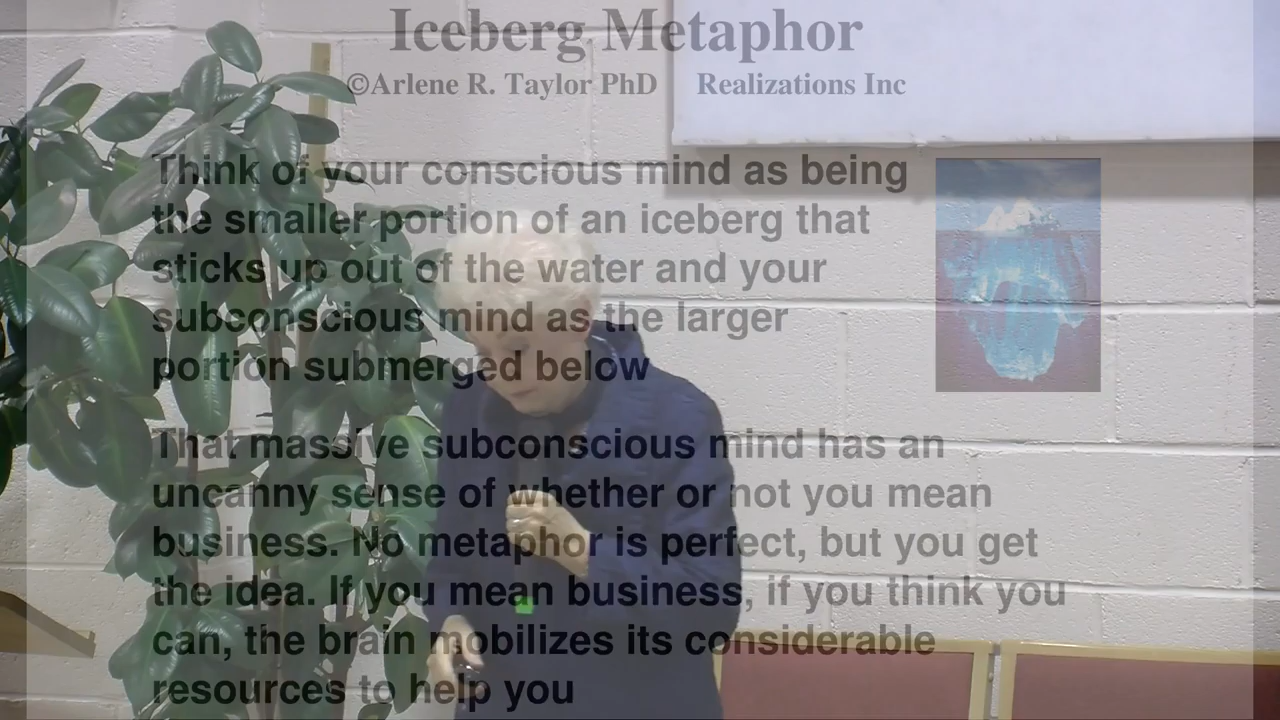 Iceberg Metaphor
©Arlene R. Taylor PhD Realizations Inc
Think of your conscious mind as being
the smaller portion of an iceberg that
sticks up out of the water and your
subconscious mind as the larger
portion submerged below
That massive subconscious mind has an
uncanny sense of whether or not you mean
business. No metaphor is perfect, but you get
the idea. If you mean business, if you think you
can, the brain mobilizes its considerable
resources to help you